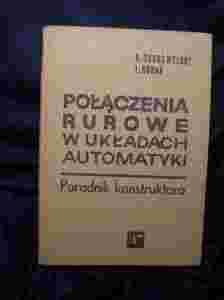 POŁĄCZENIA
RUROWE
W UKŁADACH
AUTOMATYKI
Poradnik konstruktora